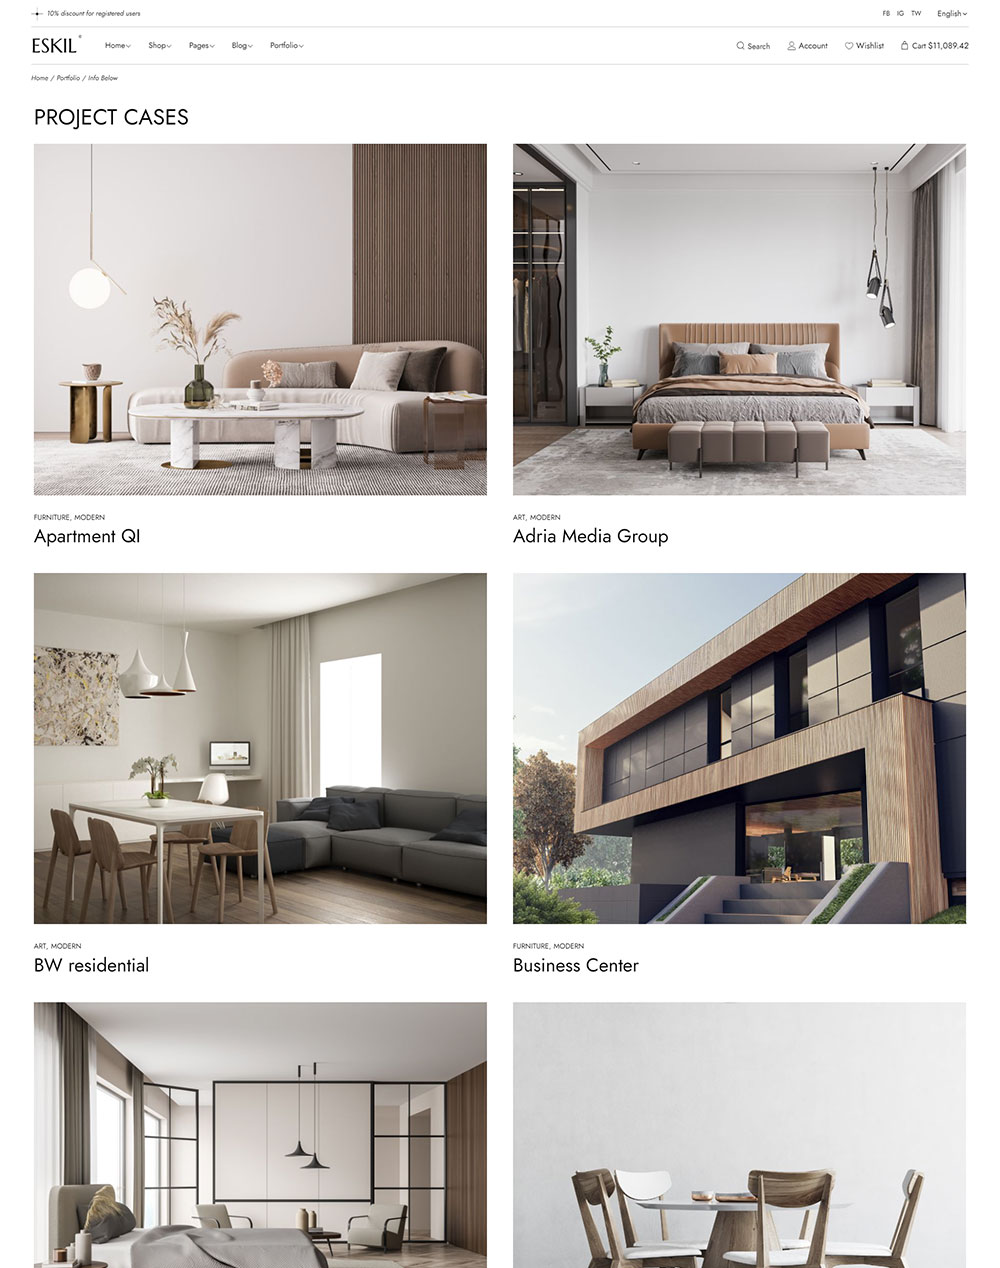 10% discount for registered users
FB IG TW English
ESKIL
Home Shop Pages Blog Portfolio
Search Account Wishlist Cart $11,089.42
Home / Portfolio / Info Below
PROJECT CASES
FURNITURE, MODERN
Apartment QI
ART, MODERN
Adria Media Group
ART, MODERN
BW residential
FURNITURE, MODERN
Business Center